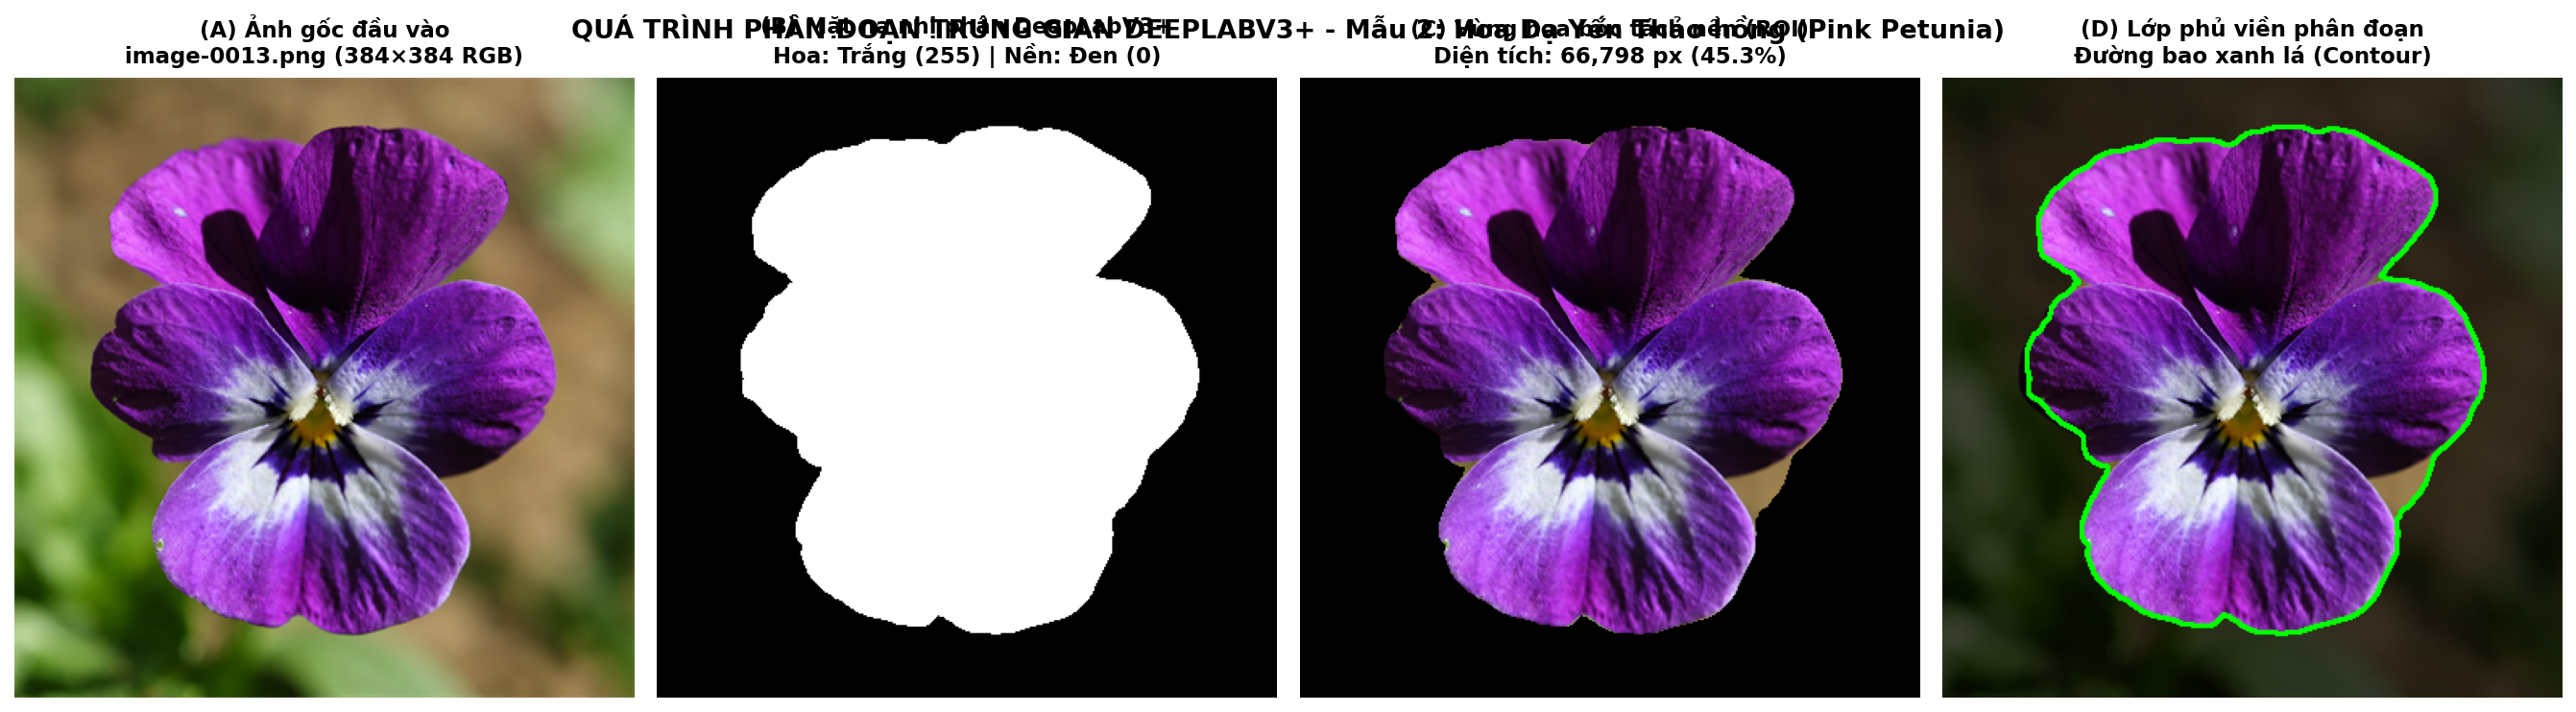 QUÁ TRÌNH PHÂN ĐOẠN TRUNG GIAN DEEPLABV3+ - Mẫu 2: Hoa Dạ Yến Thảo hồng (Pink Petunia)
(A) Ảnh gốc đầu vào
image-0013.png (384×384 RGB)
Hoa: Trắng (255) | Nền: Đen (0)
Diện tích: 66,798 px (45.3%)
(D) Lớp phủ viền phân đoạn
Đường bao xanh lá (Contour)